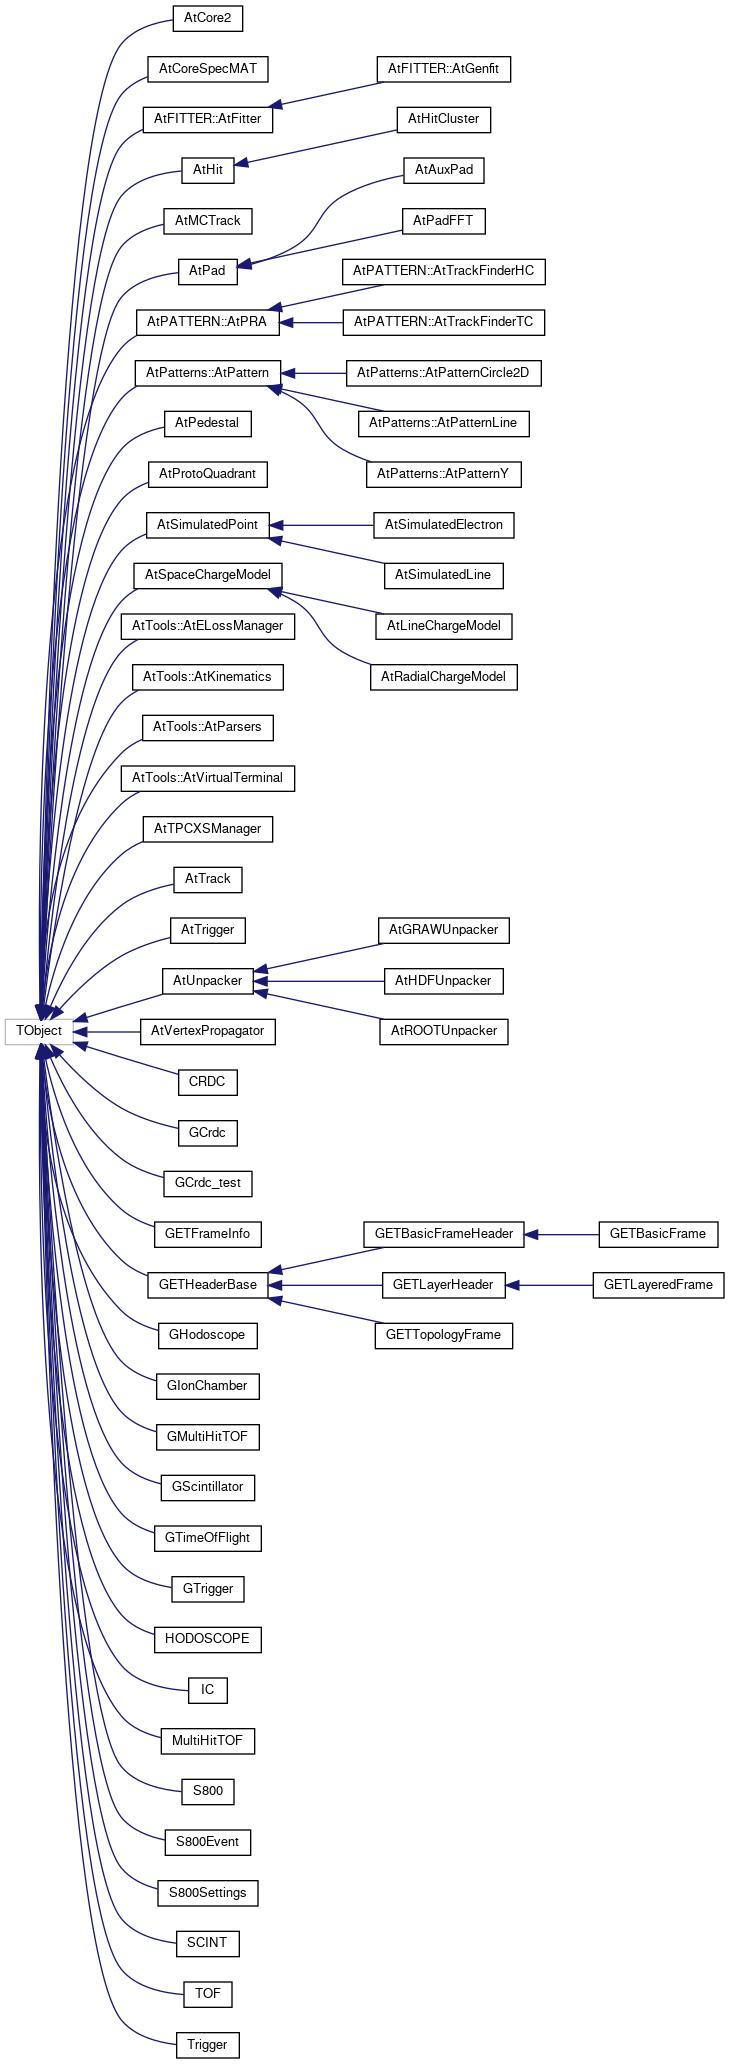 AtCore2
AtCoreSpecMAT
AtFITTER::AtGenfit
AtFITTER::AtFitter
AtHitCluster
AtHit
AtAuxPad
AtMCTrack
AtPadFFT
AtPad
AtPATTERN::AtTrackFinderHC
AtPATTERN::AtPRA
AtPATTERN::AtTrackFinderTC
AtPatterns::AtPattern
AtPatterns::AtPatternCircle2D
AtPedestal
AtPatterns::AtPatternLine
AtProtoQuadrant
AtPatterns::AtPatternY
AtSimulatedPoint
AtSimulatedElectron
AtSpaceChargeModel
AtSimulatedLine
AtTools::AtELossManager
AtLineChargeModel
AtTools::AtKinematics
AtRadialChargeModel
AtTools::AtParsers
AtTools::AtVirtualTerminal
AtTPCXSManager
AtTrack
AtTrigger
AtGRAWUnpacker
AtUnpacker
AtHDFUnpacker
TObject
AtVertexPropagator
AtROOTUnpacker
CRDC
GCrdc
GCrdc_test
GETFrameInfo
GETBasicFrameHeader
GETBasicFrame
GETHeaderBase
GETLayerHeader
GETLayeredFrame
GHodoscope
GETTopologyFrame
GIonChamber
GMultiHitTOF
GScintillator
GTimeOfFlight
GTrigger
HODOSCOPE
IC
MultiHitTOF
S800
S800Event
S800Settings
SCINT
TOF
Trigger